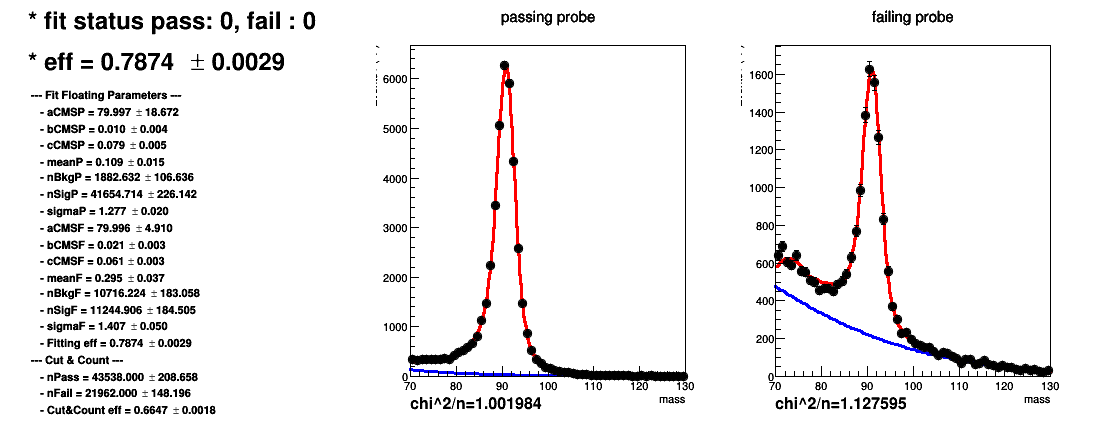 * fit status pass: 0, fail : 0
* eff = 0.7874 ± 0.0029
--- Fit Floating Parameters ---
- aCMSP = 79.997 ± 18.672
- bCMSP = 0.010 ± 0.004
- cCMSP = 0.079 ± 0.005
- meanP = 0.109 ± 0.015
- nBkgP = 1882.632 ± 106.636
- nSigP = 41654.714 ± 226.142
- sigmaP = 1.277 ± 0.020
- aCMSF = 79.996 ± 4.910
- bCMSF = 0.021 ± 0.003
- cCMSF = 0.061 ± 0.003
- meanF = 0.295 ± 0.037
- nBkgF = 10716.224 ± 183.058
- nSigF = 11244.906 ± 184.505
- sigmaF = 1.407 ± 0.050
- Fitting eff = 0.7874 ± 0.0029
--- Cut & Count ---
- nPass = 43538.000 ± 208.658
- nFail = 21962.000 ± 148.196
- Cut&Count eff = 0.6647 ± 0.0018
passing probe
6000
5000
4000
3000
2000
1000
0
70 80 90 100 110 120 130
mass
chi^2/n=1.001984
failing probe
1600
1400
1200
1000
800
600
400
200
0
70 80 90 100 110 120 130
mass
chi^2/n=1.127595